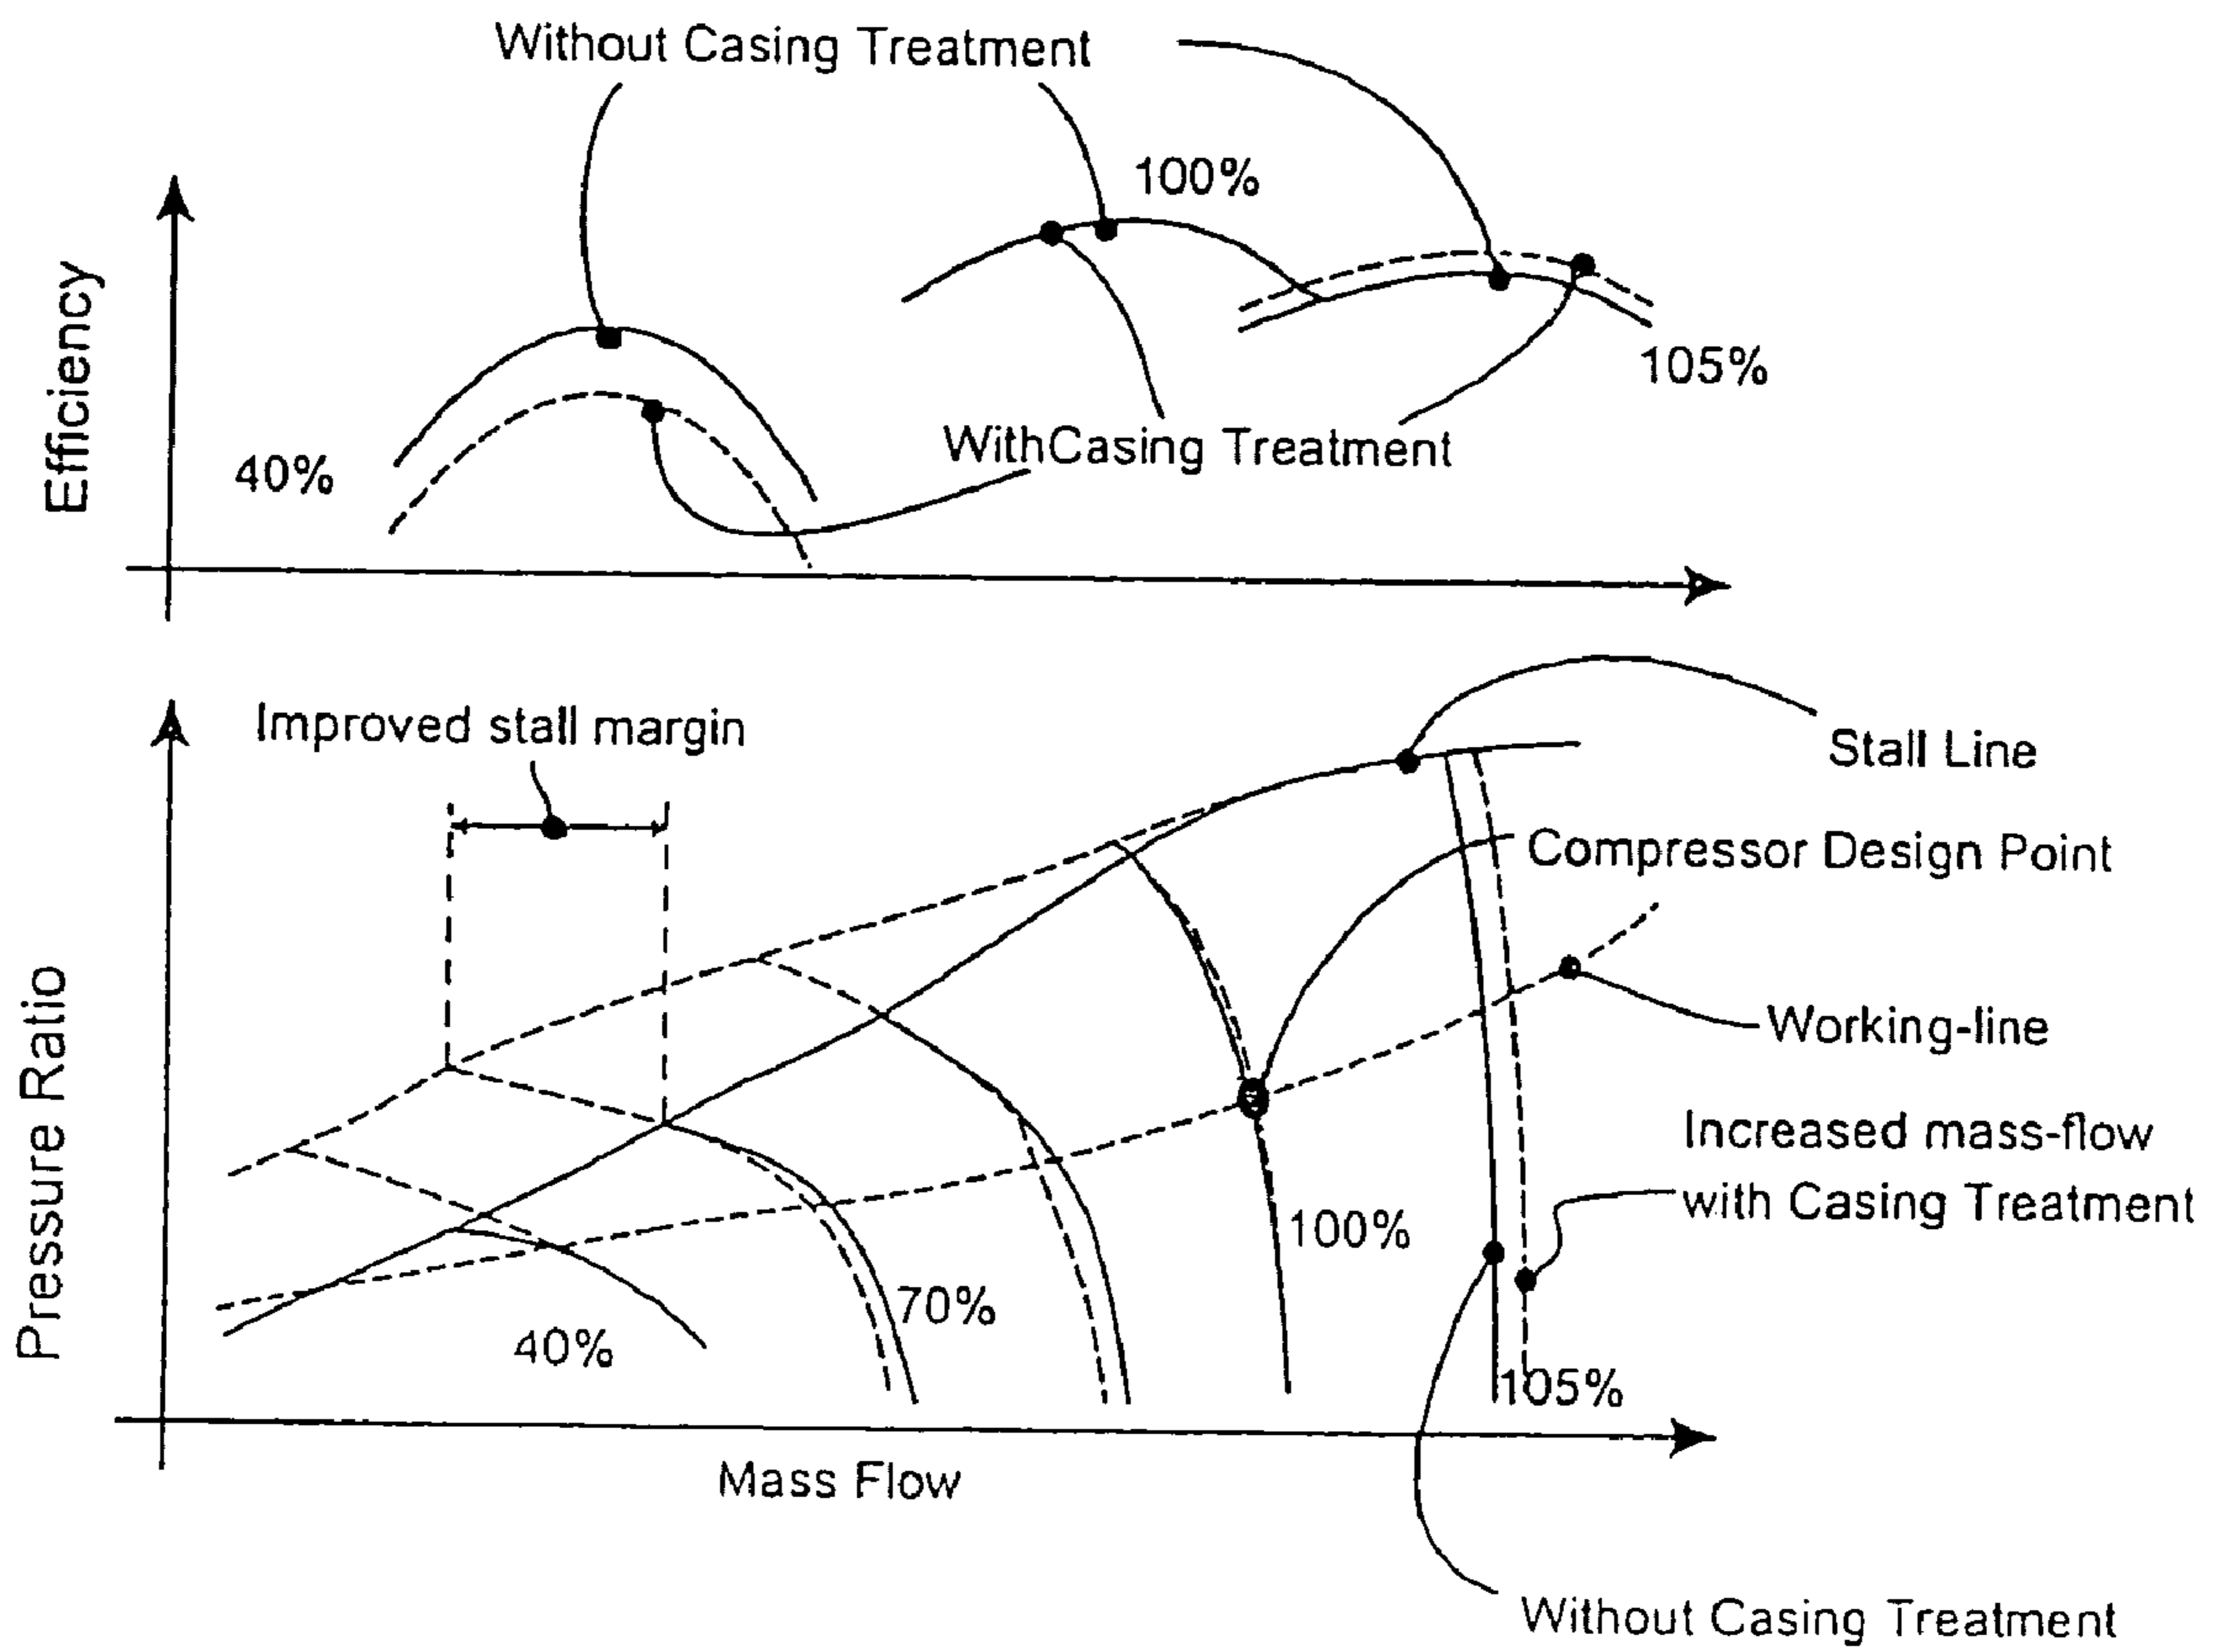 Without Casing Treatment
100%
Efficiency
105%
40%
WithCasing Treatment
Improved stall margin
Stall Line
Compressor Design Point
Pressure Ratio
Working-line
Increased mass-flow
with Casing Treatment
100%
70%
40%
105%
Mass Flow
Without Casing Treatment